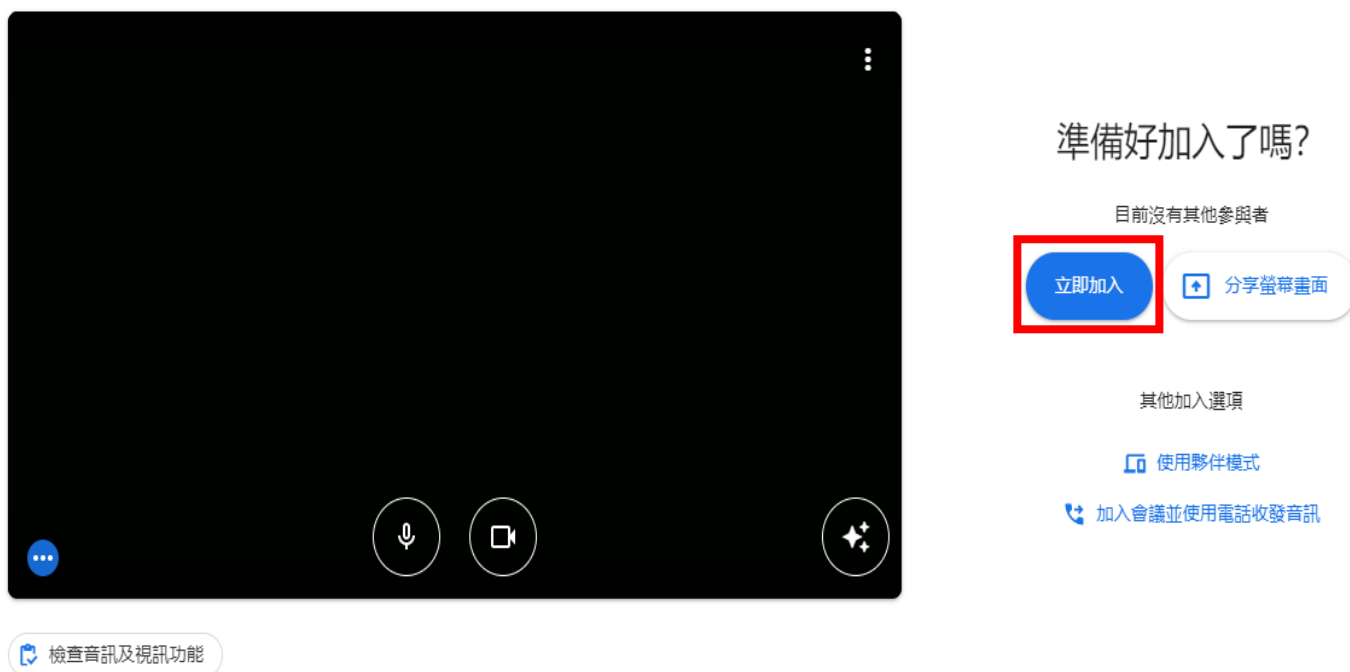 準備好加入了嗎?
目前沒有其他參與者
立即加入
分享螢幕畫面
其他加入選項
使用夥伴模式
加入會議並使用電話收發音訊
檢查音訊及視訊功能